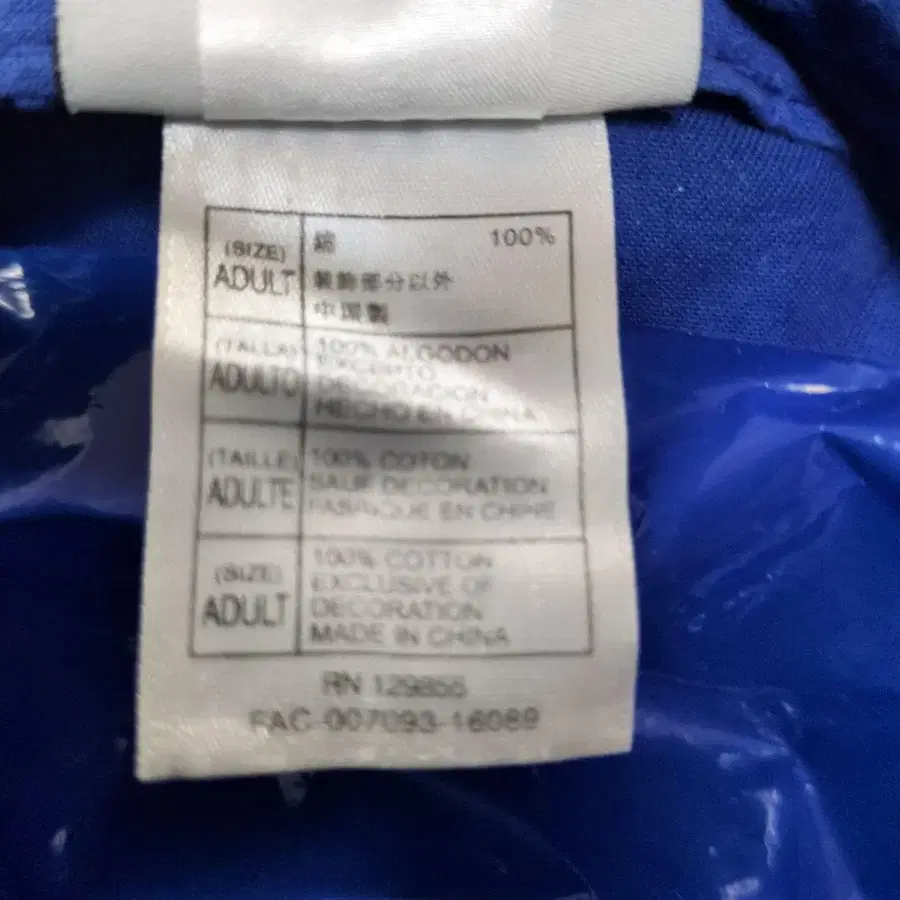 (SIZE)
ADULT
綿 100%
装飾部分以外
中国製
(TALLA)
ADULTO
100% ALGODON
EXCEPTO
DECORACION
HECHO EN CHINA
(TAILLE)
ADULTE
100% COTON
SAUF DECORATION
FABRIQUE EN CHINE
(SIZE)
ADULT
100% COTTON
EXCLUSIVE OF
DECORATION
MADE IN CHINA
RN 129855
FAC-007093-16089